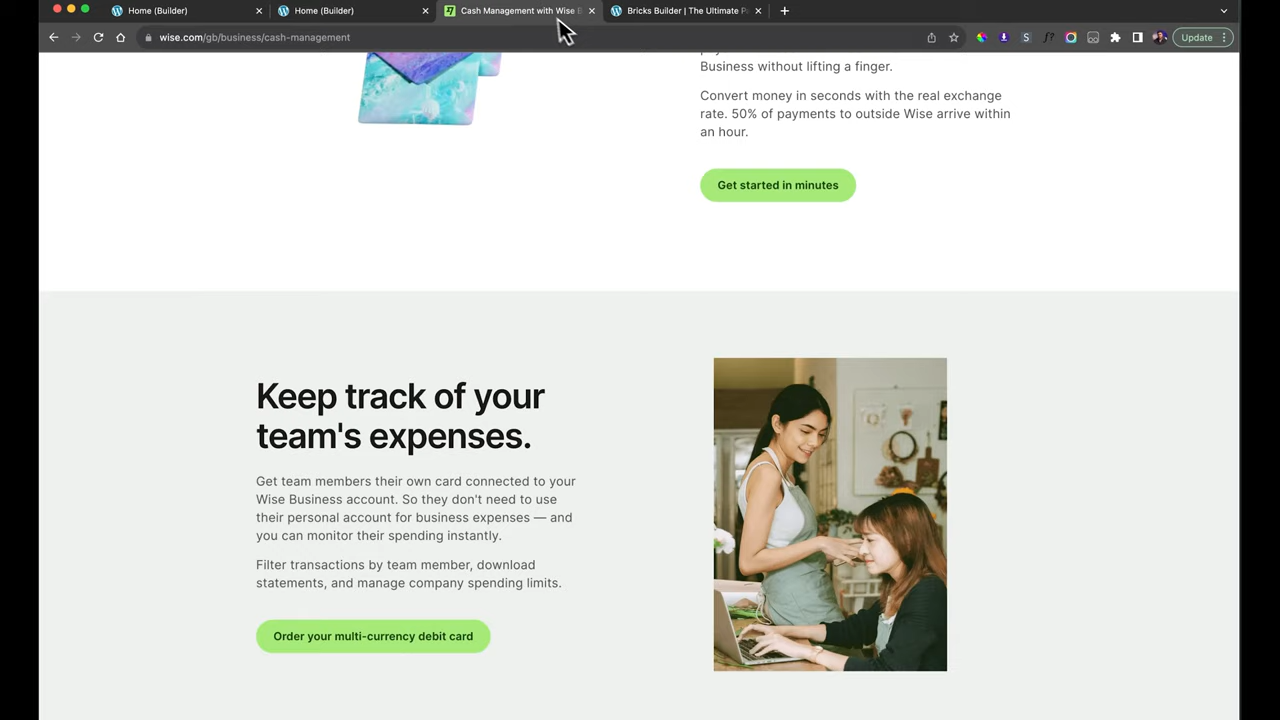 Home (Builder)
Home (Builder)
Cash Management with Wise
Bricks Builder | The Ultimate
wise.com/gb/business/cash-management
Update
Business without lifting a finger.
Convert money in seconds with the real exchange
rate. 50% of payments to outside Wise arrive within
an hour.
Get started in minutes
Keep track of your
team's expenses.
Get team members their own card connected to your
Wise Business account. So they don't need to use
their personal account for business expenses — and
you can monitor their spending instantly.
Filter transactions by team member, download
statements, and manage company spending limits.
Order your multi-currency debit card